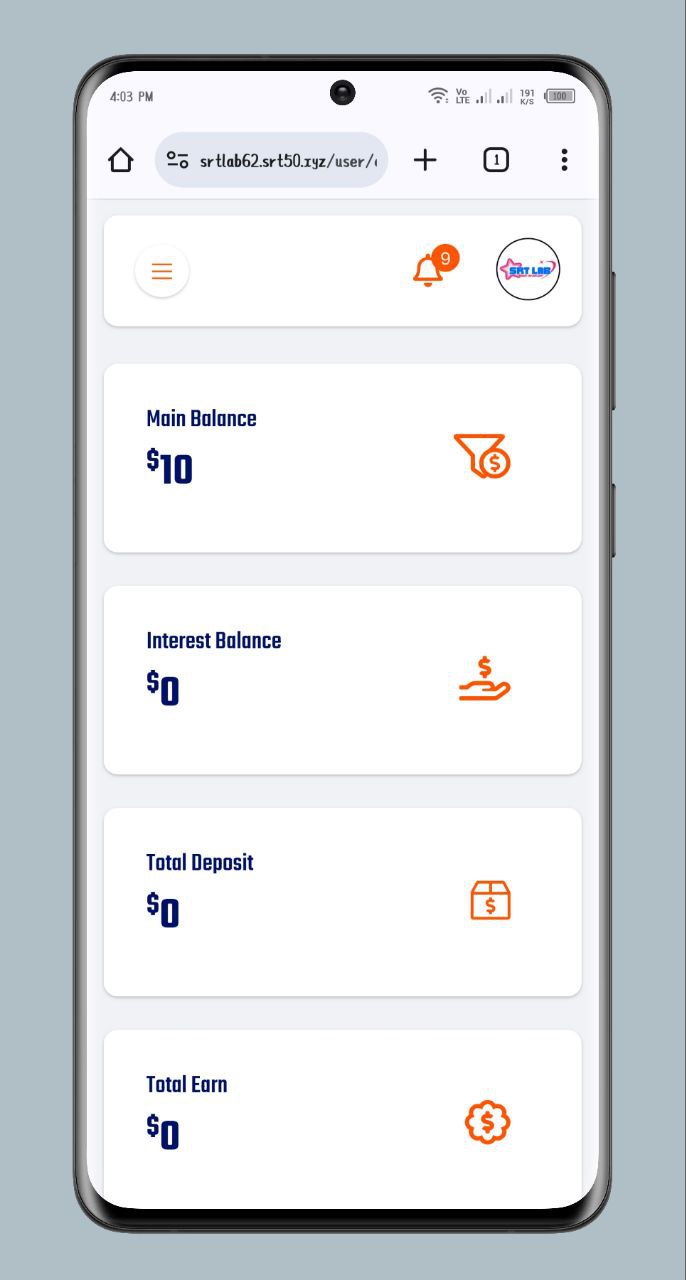 4:03 PM
Vo
LTE
191
K/S
100
srtlab62.srt50.xyz/user/
1
9
SRT LAB
Main Balance
$10
Interest Balance
$0
$
Total Deposit
$0
$
Total Earn
$0
$